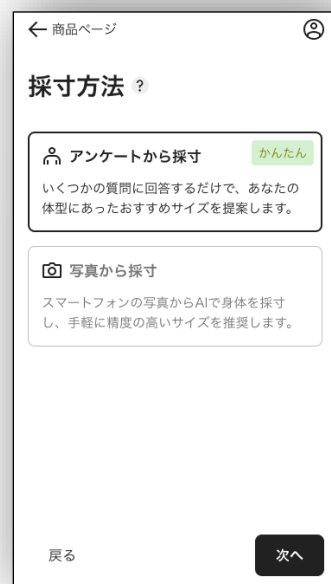 商品ページ
採寸方法 ?
アンケートから採寸 かんたん
いくつかの質問に回答するだけで、あなたの
体型にあったおすすめサイズを提案します。
写真から採寸
スマートフォンの写真からAIで身体を採寸
し、手軽に精度の高いサイズを推奨します。
戻る 次へ